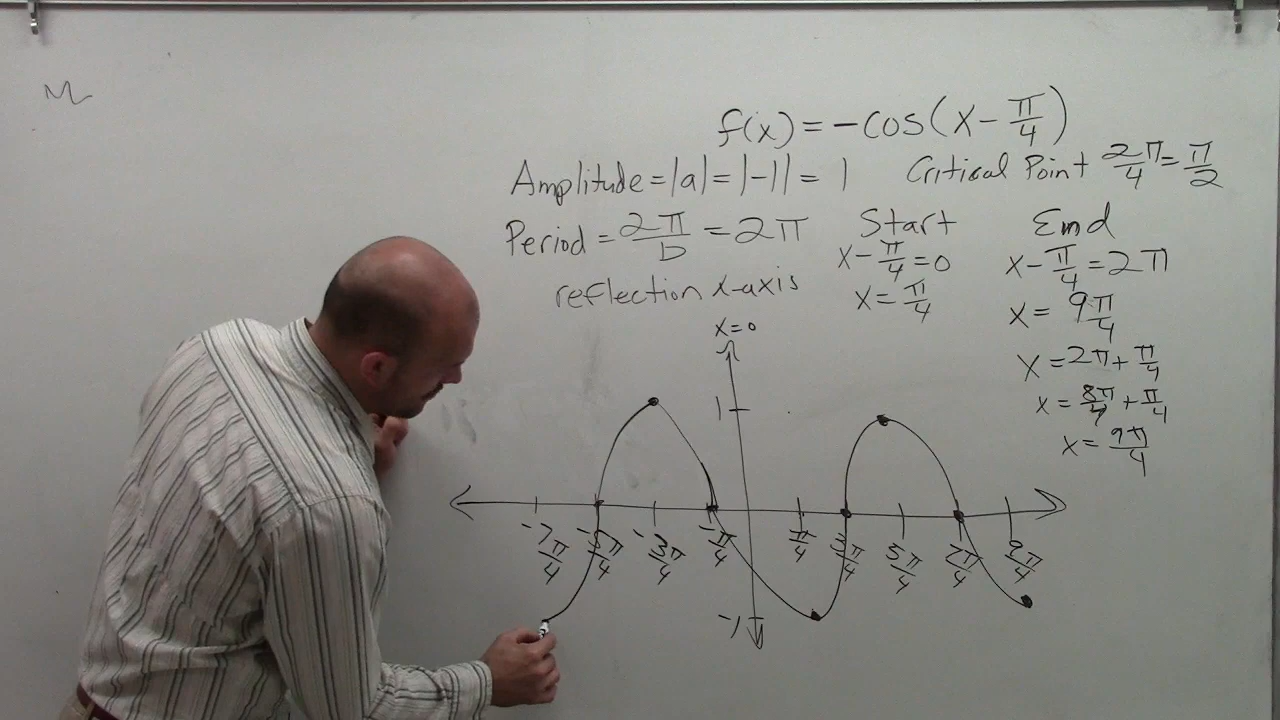 f(x) = -cos(x - π/4)
Amplitude = |a| = |-1| = 1
Critical Point 2π/4 = π/2
Period = 2π/b = 2π
reflection x-axis
Start
x - π/4 = 0
x = π/4
End
x - π/4 = 2π
x = 9π/4
x = 2π + π/4
x = 8π/4 + π/4
x = 9π/4
x=0
1
-7π/4 -5π/4 -3π/4 -π/4 π/4 3π/4 5π/4 7π/4 9π/4
-1